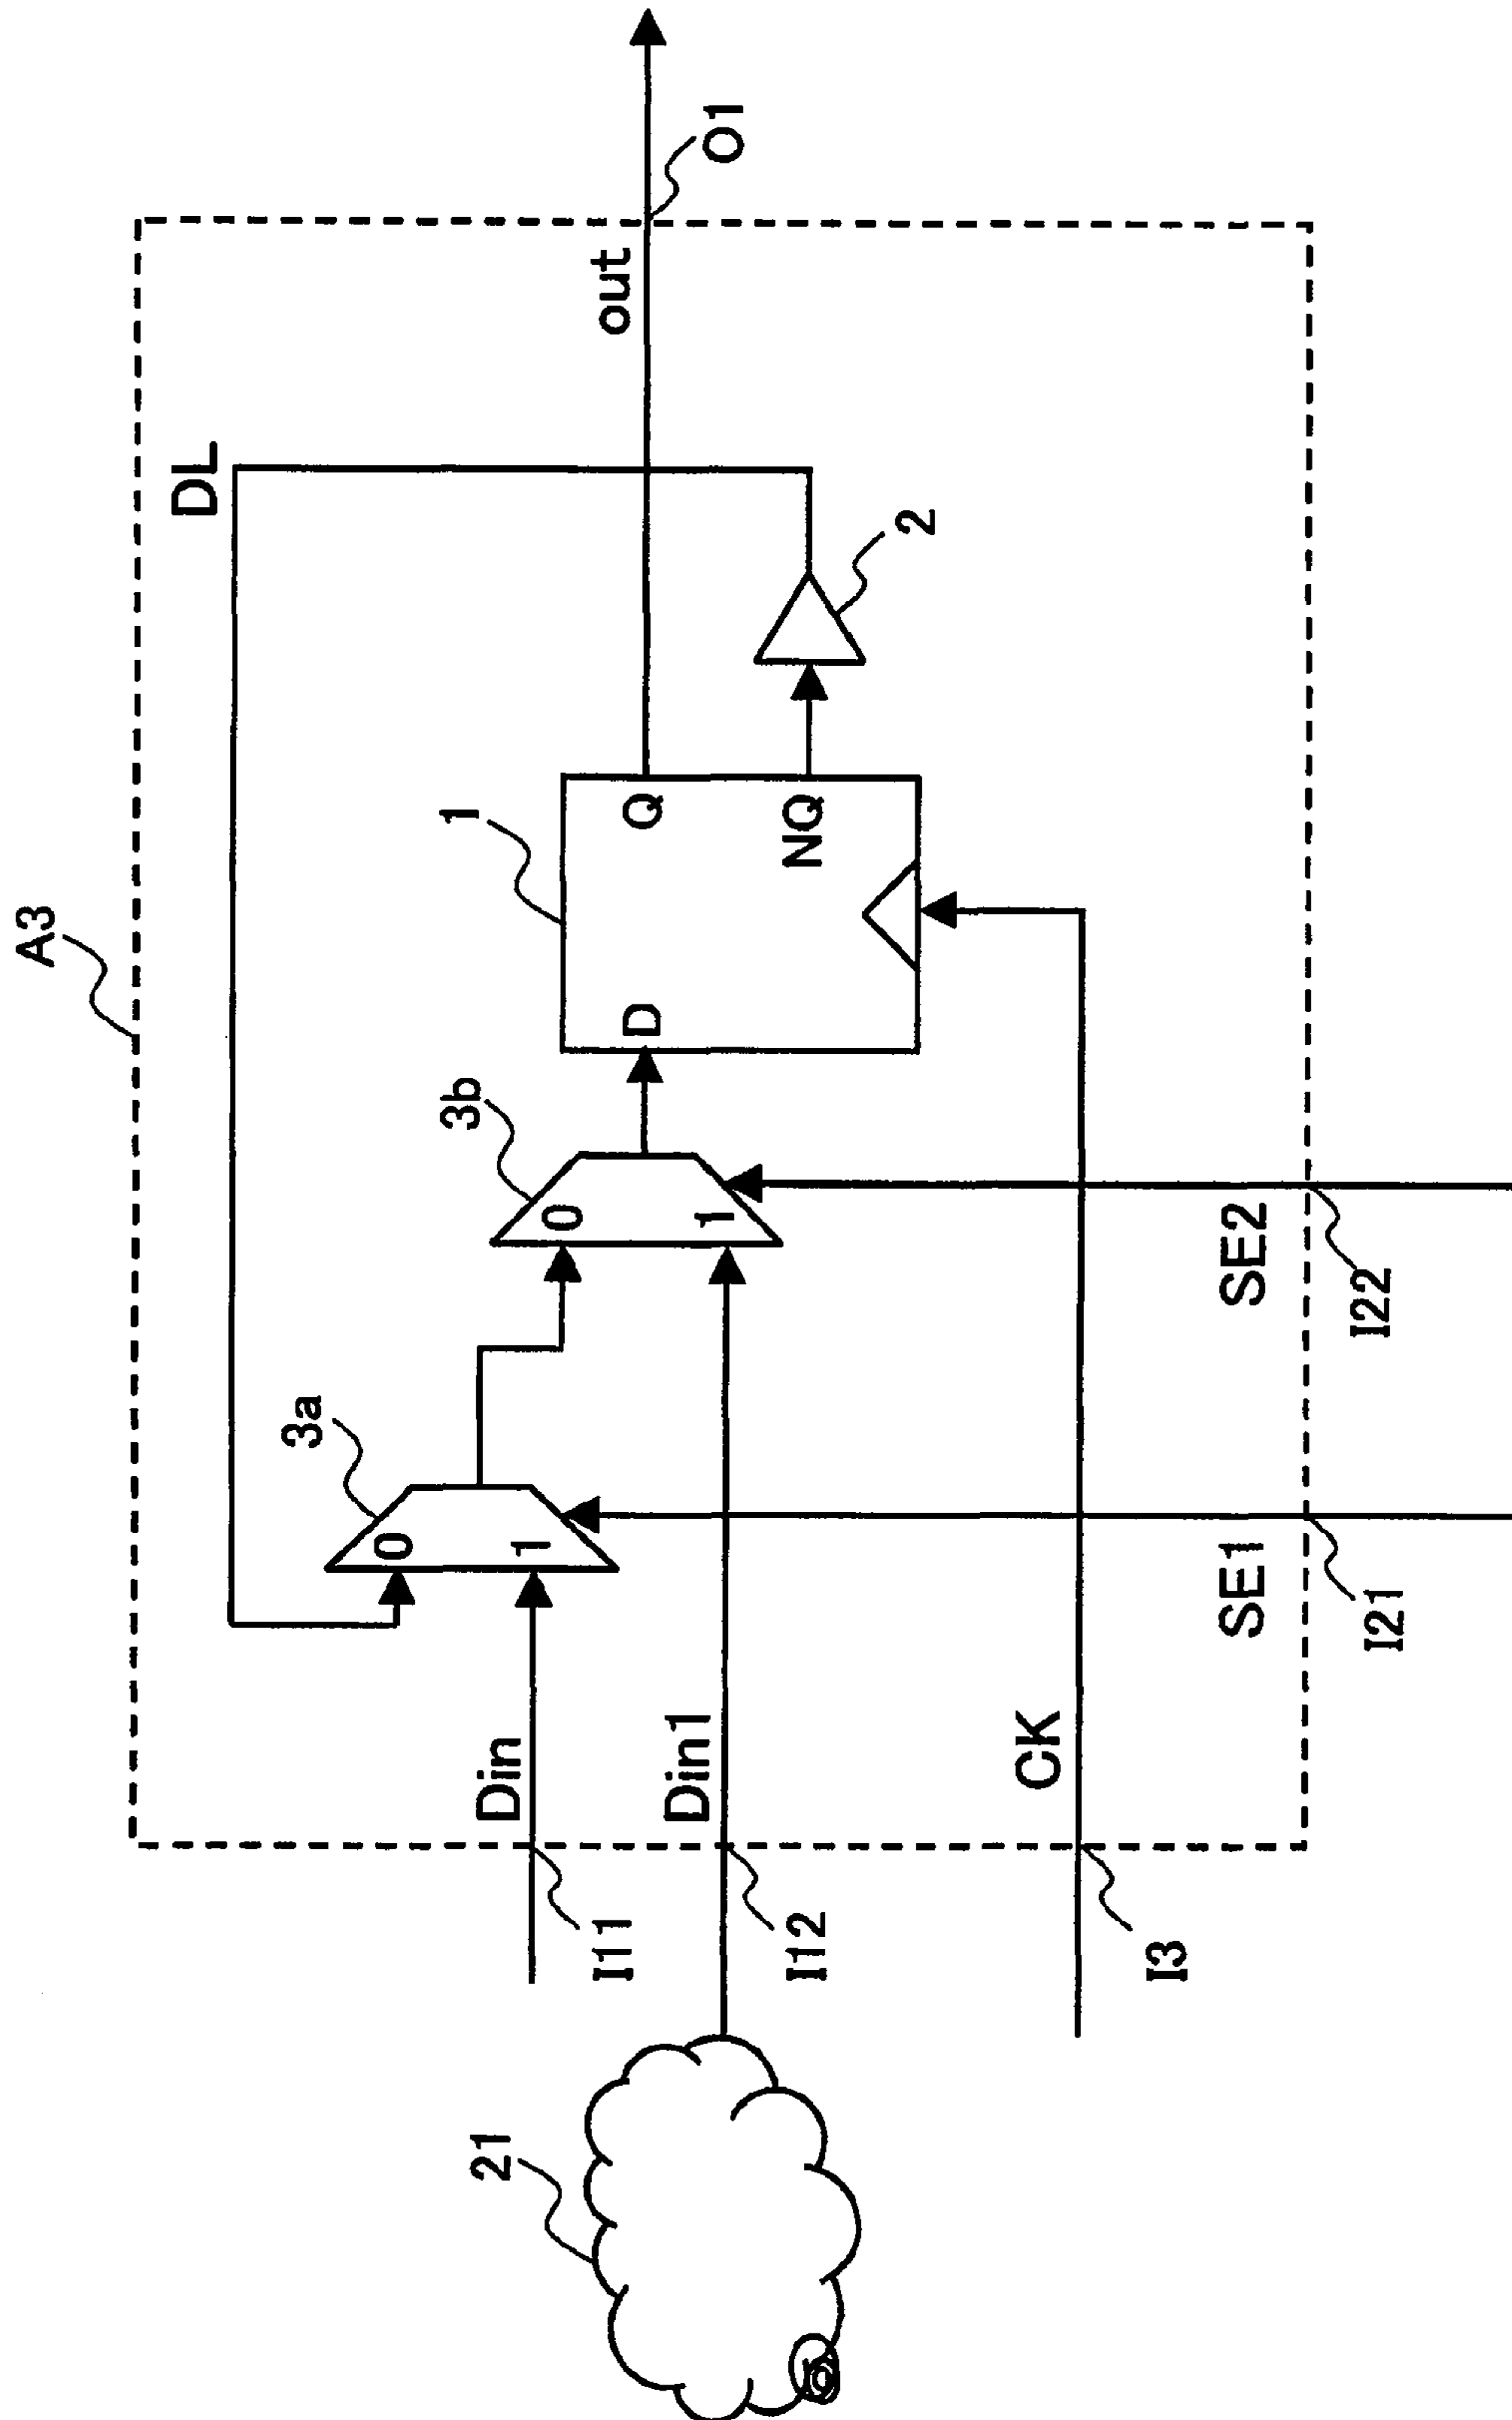 A3
DL
out
O1
1
D
Q
NQ
2
3b
0
1
3a
0
1
Din
Din1
CK
SE1
SE2
I11
I12
I3
I21
I22
21